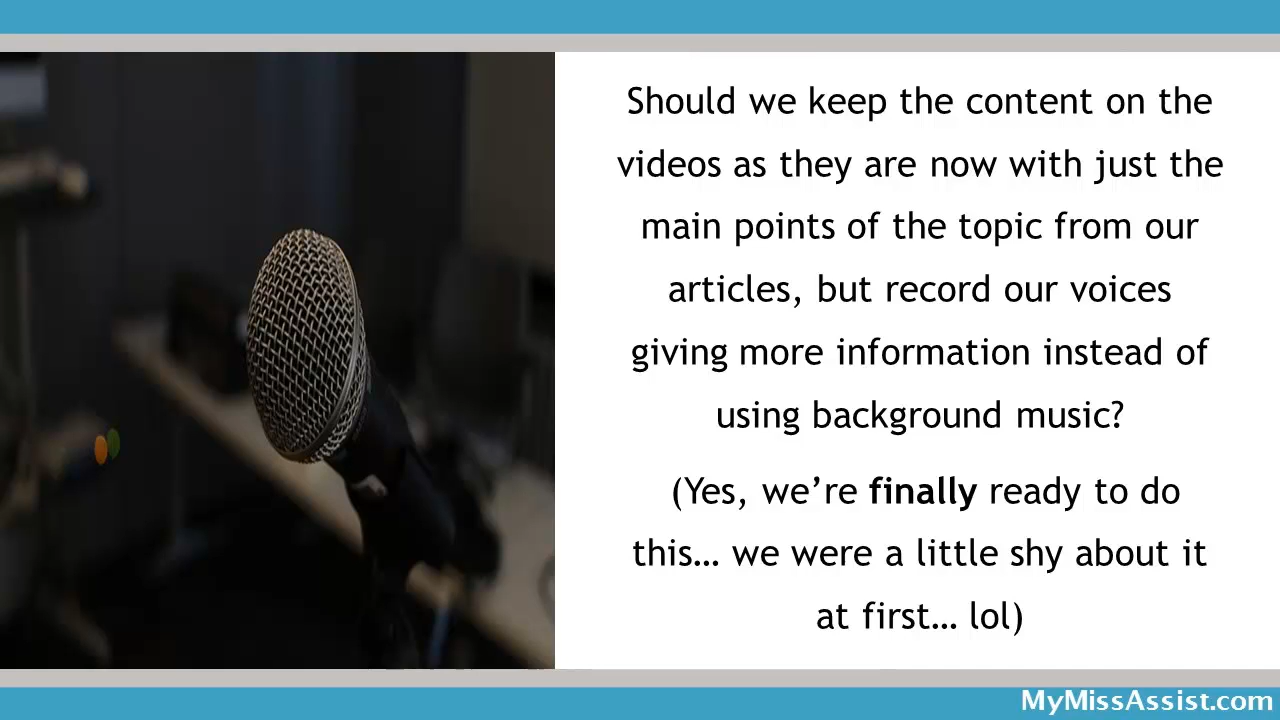 Should we keep the content on the
videos as they are now with just the
main points of the topic from our
articles, but record our voices
giving more information instead of
using background music?
(Yes, we’re finally ready to do
this… we were a little shy about it
at first… lol)
MyMissAssist.com